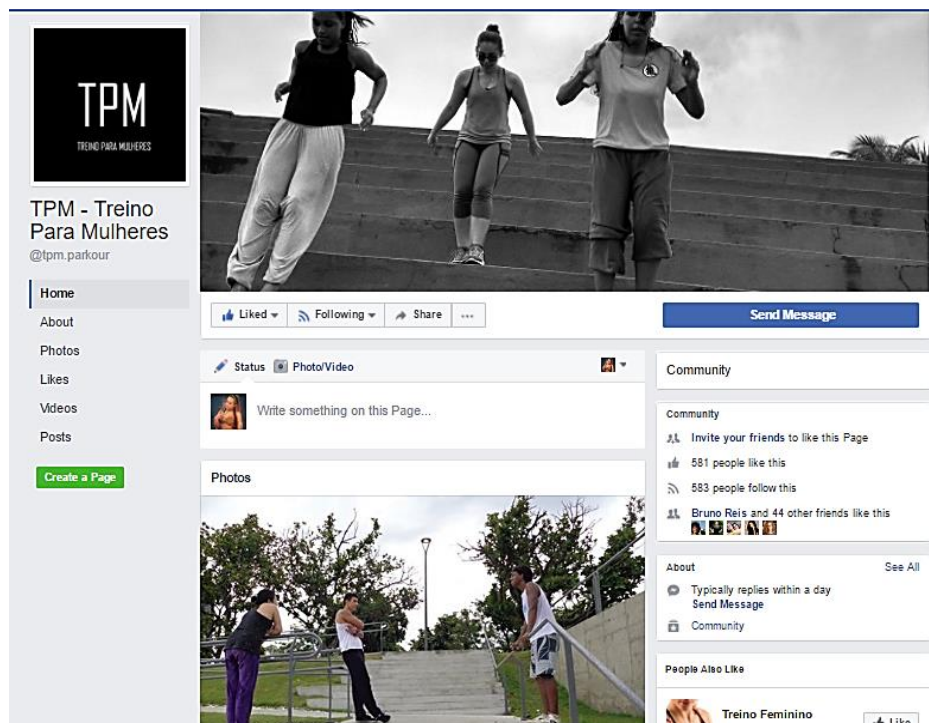 TPM
TREINO PARA MULHERES
TPM - Treino
Para Mulheres
@tpm.parkour
Home
About
Photos
Likes
Videos
Posts
Create a Page
Liked
Following
Share
Send Message
Status
Photo/Video
Write something on this Page...
Photos
Community
Community
Invite your friends to like this Page
581 people like this
583 people follow this
Bruno Reis and 44 other friends like this
About
See All
Typically replies within a day
Send Message
Community
People Also Like
Treino Feminino
Like